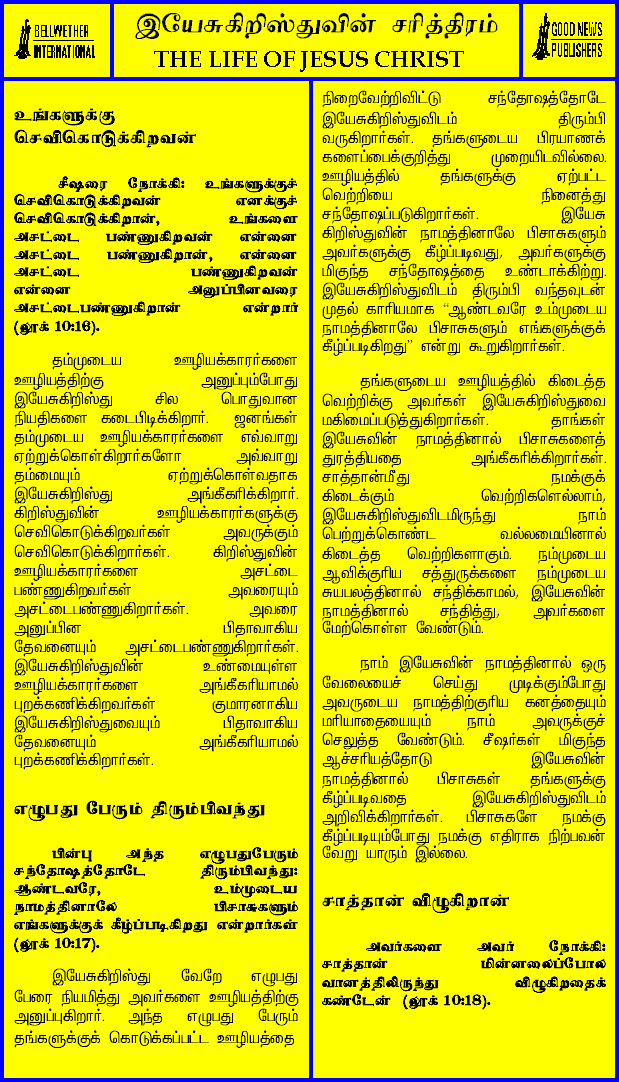 BELLWETHER
INTERNATIONAL
இயேசுகிறிஸ்துவின் சரித்திரம்
THE LIFE OF JESUS CHRIST
GOOD NEWS
PUBLISHERS
உங்களுக்கு
செவிகொடுக்கிறவன்
சீஷரை நோக்கி: உங்களுக்குச்
செவிகொடுக்கிறவன் எனக்குச்
செவிகொடுக்கிறான், உங்களை
அசட்டை பண்ணுகிறவன் என்னை
அசட்டை பண்ணுகிறான், என்னை
அசட்டை பண்ணுகிறவன்
என்னை அனுப்பினவரை
அசட்டைபண்ணுகிறான் என்றார்
(லூக் 10:16).
தம்முடைய ஊழியக்காரர்களை
ஊழியத்திற்கு அனுப்பும்போது
இயேசுகிறிஸ்து சில பொதுவான
நியதிகளை கடைபிடிக்கிறார். ஜனங்கள்
தம்முடைய ஊழியக்காரர்களை எவ்வாறு
ஏற்றுக்கொள்கிறார்களோ அவ்வாறு
தம்மையும் ஏற்றுக்கொள்வதாக
இயேசுகிறிஸ்து அங்கீகரிக்கிறார்.
கிறிஸ்துவின் ஊழியக்காரர்களுக்கு
செவிகொடுக்கிறவர்கள் அவருக்கும்
செவிகொடுக்கிறார்கள். கிறிஸ்துவின்
ஊழியக்காரர்களை அசட்டை
பண்ணுகிறவர்கள் அவரையும்
அசட்டைபண்ணுகிறார்கள். அவரை
அனுப்பின பிதாவாகிய
தேவனையும் அசட்டைபண்ணுகிறார்கள்.
இயேசுகிறிஸ்துவின் உண்மையுள்ள
ஊழியக்காரர்களை அங்கீகரியாமல்
புறக்கணிக்கிறவர்கள் குமாரனாகிய
இயேசுகிறிஸ்துவையும் பிதாவாகிய
தேவனையும் அங்கீகரியாமல்
புறக்கணிக்கிறார்கள்.
எழுபது பேரும் திரும்பிவந்து
பின்பு அந்த எழுபதுபேரும்
சந்தோஷத்தோடே திரும்பிவந்து:
ஆண்டவரே, உம்முடைய
நாமத்தினாலே பிசாசுகளும்
எங்களுக்குக் கீழ்ப்படிகிறது என்றார்கள்
(லூக் 10:17).
இயேசுகிறிஸ்து வேறே எழுபது
பேரை நியமித்து அவர்களை ஊழியத்திற்கு
அனுப்புகிறார். அந்த எழுபது பேரும்
தங்களுக்குக் கொடுக்கப்பட்ட ஊழியத்தை
நிறைவேற்றிவிட்டு சந்தோஷத்தோடே
இயேசுகிறிஸ்துவிடம் திரும்பி
வருகிறார்கள். தங்களுடைய பிரயாணக்
களைப்பைக்குறித்து முறையிடவில்லை.
ஊழியத்தில் தங்களுக்கு ஏற்பட்ட
வெற்றியை நினைத்து
சந்தோஷப்படுகிறார்கள். இயேசு
கிறிஸ்துவின் நாமத்தினாலே பிசாசுகளும்
அவர்களுக்கு கீழ்ப்படிவது, அவர்களுக்கு
மிகுந்த சந்தோஷத்தை உண்டாக்கிற்று.
இயேசுகிறிஸ்துவிடம் திரும்பி வந்தவுடன்
முதல் காரியமாக "ஆண்டவரே உம்முடைய
நாமத்தினாலே பிசாசுகளும் எங்களுக்குக்
கீழ்ப்படிகிறது" என்று கூறுகிறார்கள்.
தங்களுடைய ஊழியத்தில் கிடைத்த
வெற்றிக்கு அவர்கள் இயேசுகிறிஸ்துவை
மகிமைப்படுத்துகிறார்கள். தாங்கள்
இயேசுவின் நாமத்தினால் பிசாசுகளைத்
துரத்தியதை அங்கீகரிக்கிறார்கள்.
சாத்தான்மீது நமக்குக்
கிடைக்கும் வெற்றிகளெல்லாம்,
இயேசுகிறிஸ்துவிடமிருந்து நாம்
பெற்றுக்கொண்ட வல்லமையினால்
கிடைத்த வெற்றிகளாகும். நம்முடைய
ஆவிக்குரிய சத்துருக்களை நம்முடைய
சுயபலத்தினால் சந்திக்காமல், இயேசுவின்
நாமத்தினால் சந்தித்து, அவர்களை
மேற்கொள்ள வேண்டும்.
நாம் இயேசுவின் நாமத்தினால் ஒரு
வேலையைச் செய்து முடிக்கும்போது
அவருடைய நாமத்திற்குரிய கனத்தையும்
மரியாதையையும் நாம் அவருக்குச்
செலுத்த வேண்டும். சீஷர்கள் மிகுந்த
ஆச்சரியத்தோடு இயேசுவின்
நாமத்தினால் பிசாசுகள் தங்களுக்கு
கீழ்ப்படிவதை இயேசுகிறிஸ்துவிடம்
அறிவிக்கிறார்கள். பிசாசுகளே நமக்கு
கீழ்ப்படியும்போது நமக்கு எதிராக நிற்பவன்
வேறு யாரும் இல்லை.
சாத்தான் விழுகிறான்
அவர்களை அவர் நோக்கி:
சாத்தான் மின்னலைப்போல
வானத்திலிருந்து விழுகிறதைக்
கண்டேன் (லூக் 10:18).